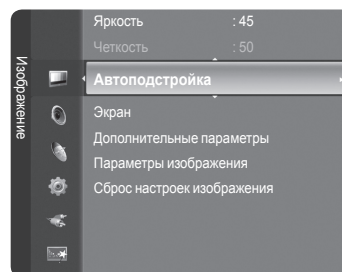 Изображение
Яркость : 45
Четкость : 50
Автоподстройка
Экран
Дополнительные параметры
Параметры изображения
Сброс настроек изображения